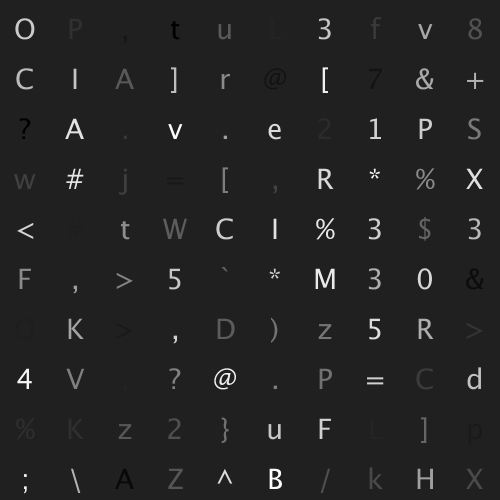 O P , t u L 3 f v 8
C I A ] r @ [ 7 & +
? A . v . e 2 1 P S
w # j = [ , R * % X
< t W C I % 3 $ 3
F , > 5 ` * M 3 0 &
K > , D ) z 5 R >
4 V . ? @ . P = C d
% K z 2 } u F L ] p
; \ A Z ^ B / k H X